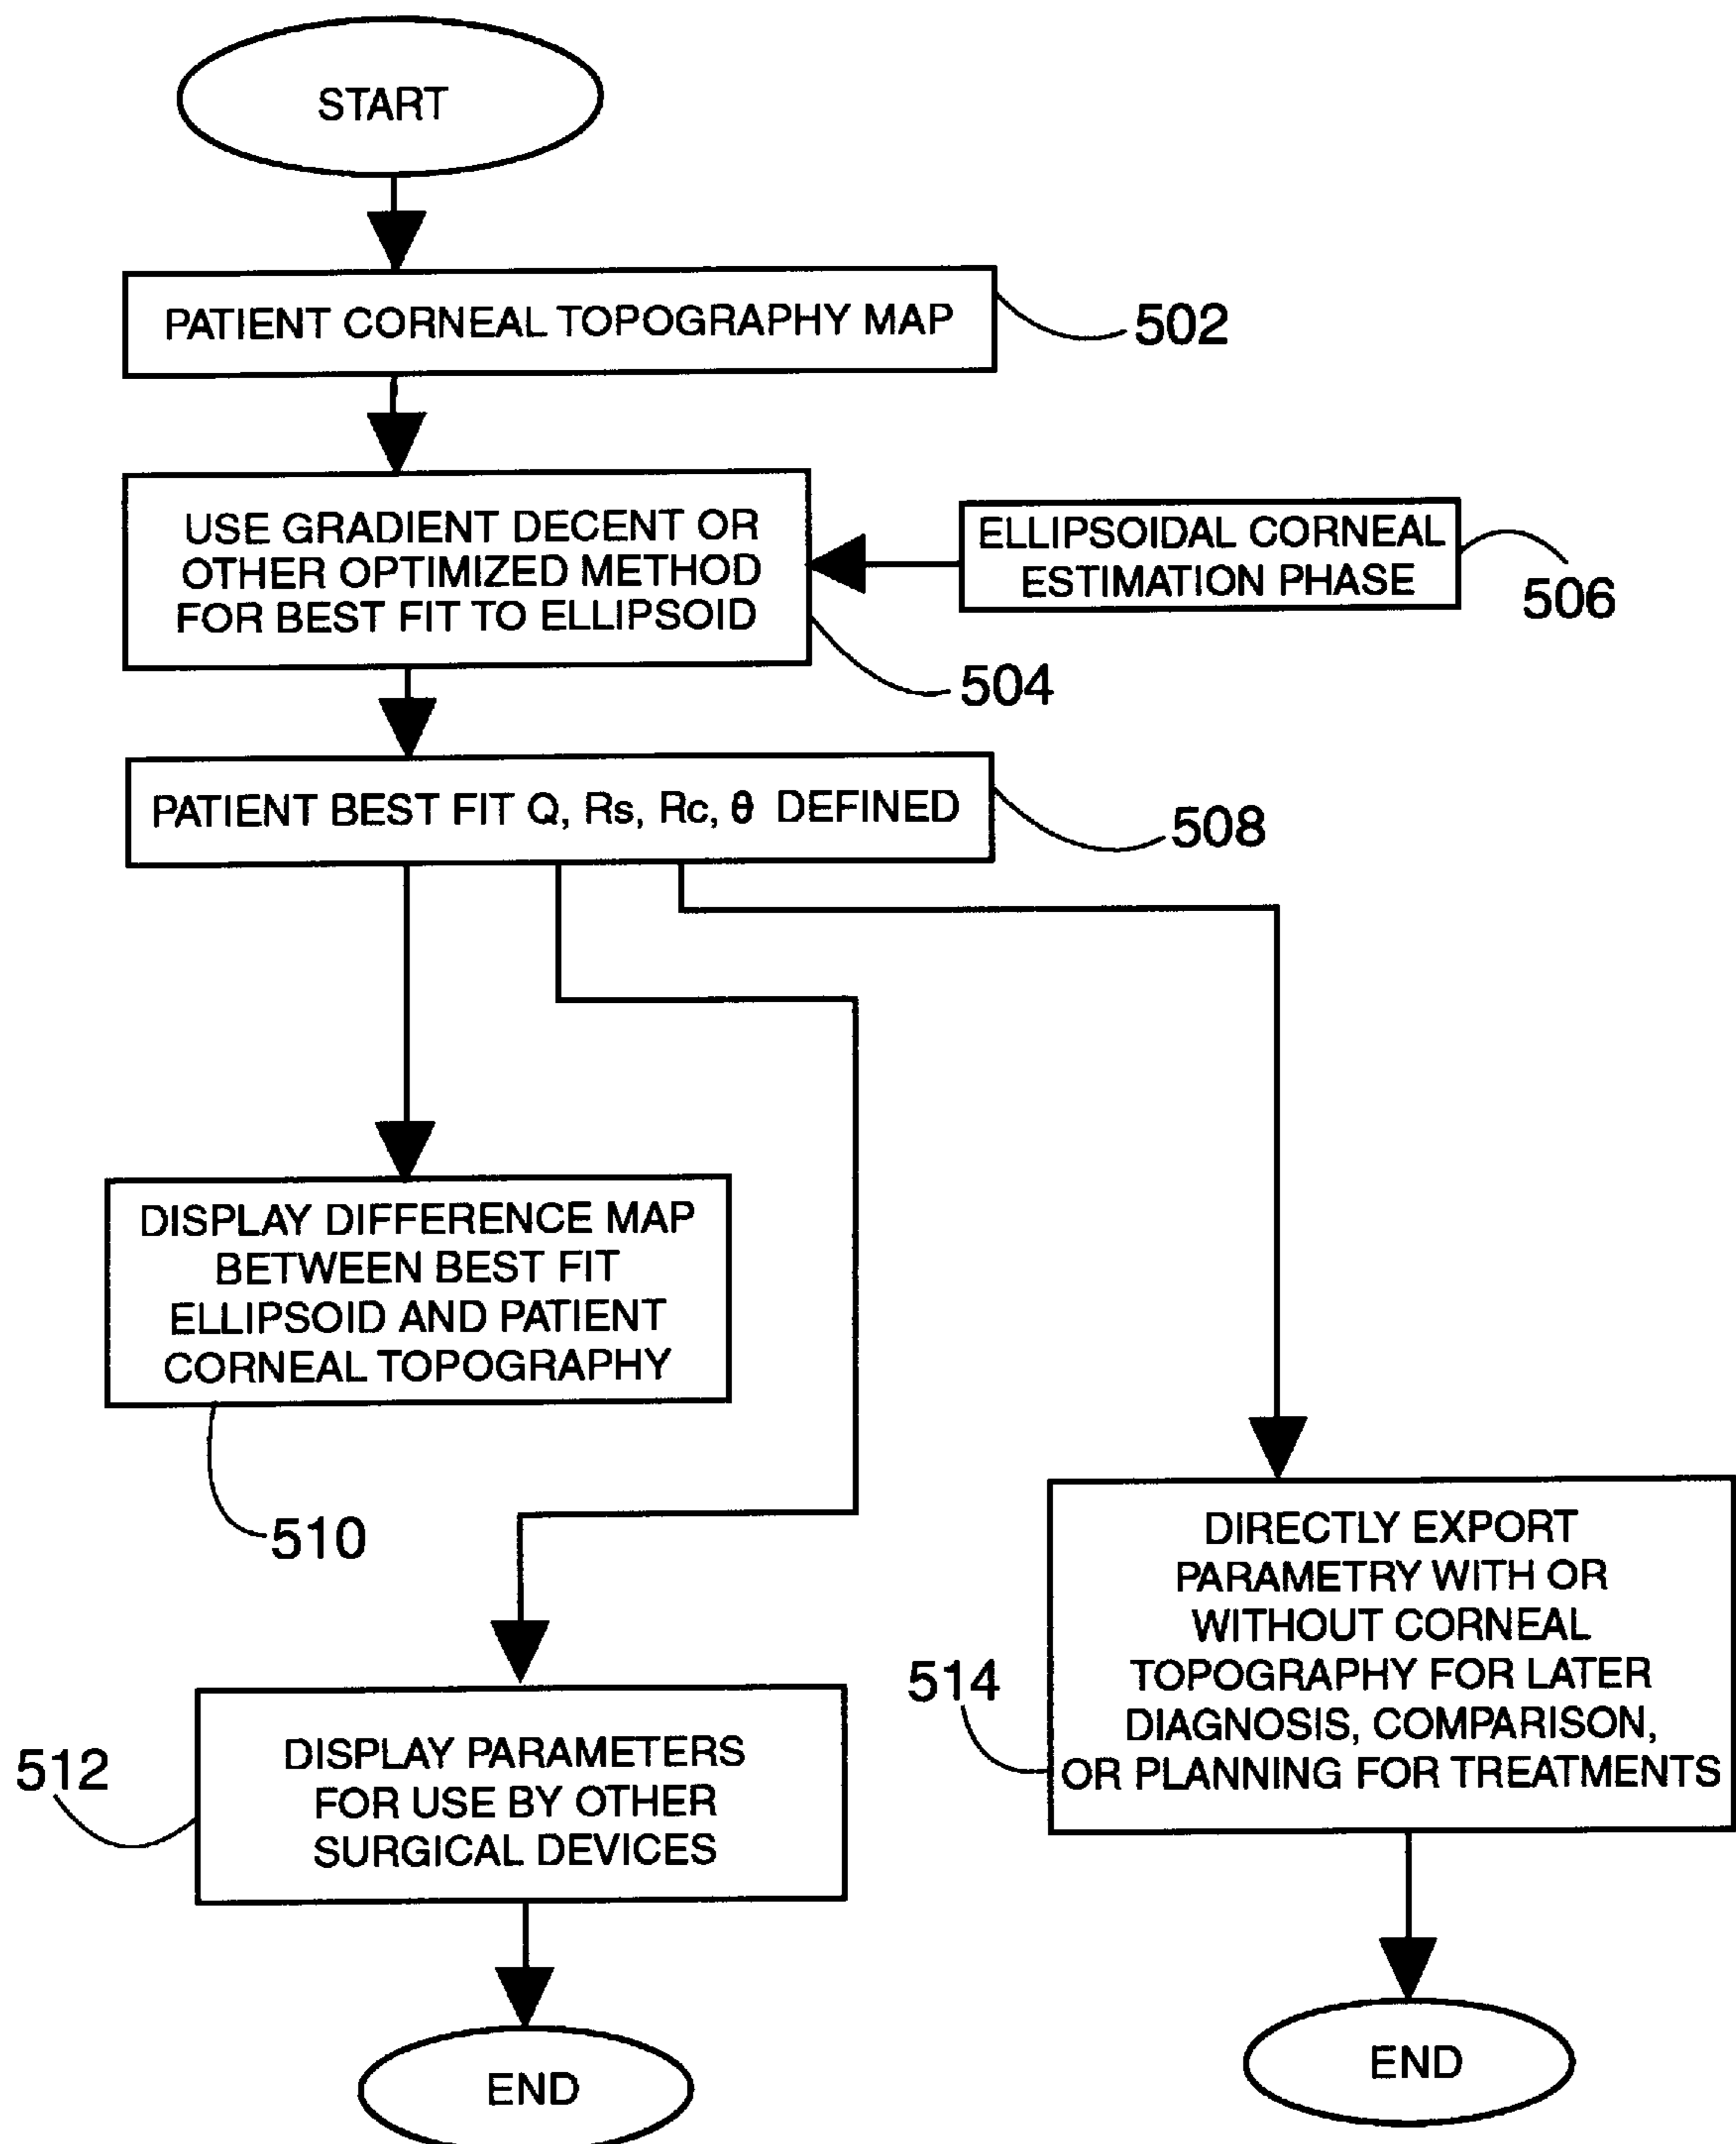 START
PATIENT CORNEAL TOPOGRAPHY MAP
502
USE GRADIENT DECENT OR
OTHER OPTIMIZED METHOD
FOR BEST FIT TO ELLIPSOID
504
ELLIPSOIDAL CORNEAL
ESTIMATION PHASE
506
PATIENT BEST FIT Q, Rs, Rc, θ DEFINED
508
DISPLAY DIFFERENCE MAP
BETWEEN BEST FIT
ELLIPSOID AND PATIENT
CORNEAL TOPOGRAPHY
510
DISPLAY PARAMETERS
FOR USE BY OTHER
SURGICAL DEVICES
512
END
DIRECTLY EXPORT
PARAMETRY WITH OR
WITHOUT CORNEAL
TOPOGRAPHY FOR LATER
DIAGNOSIS, COMPARISON,
OR PLANNING FOR TREATMENTS
514
END